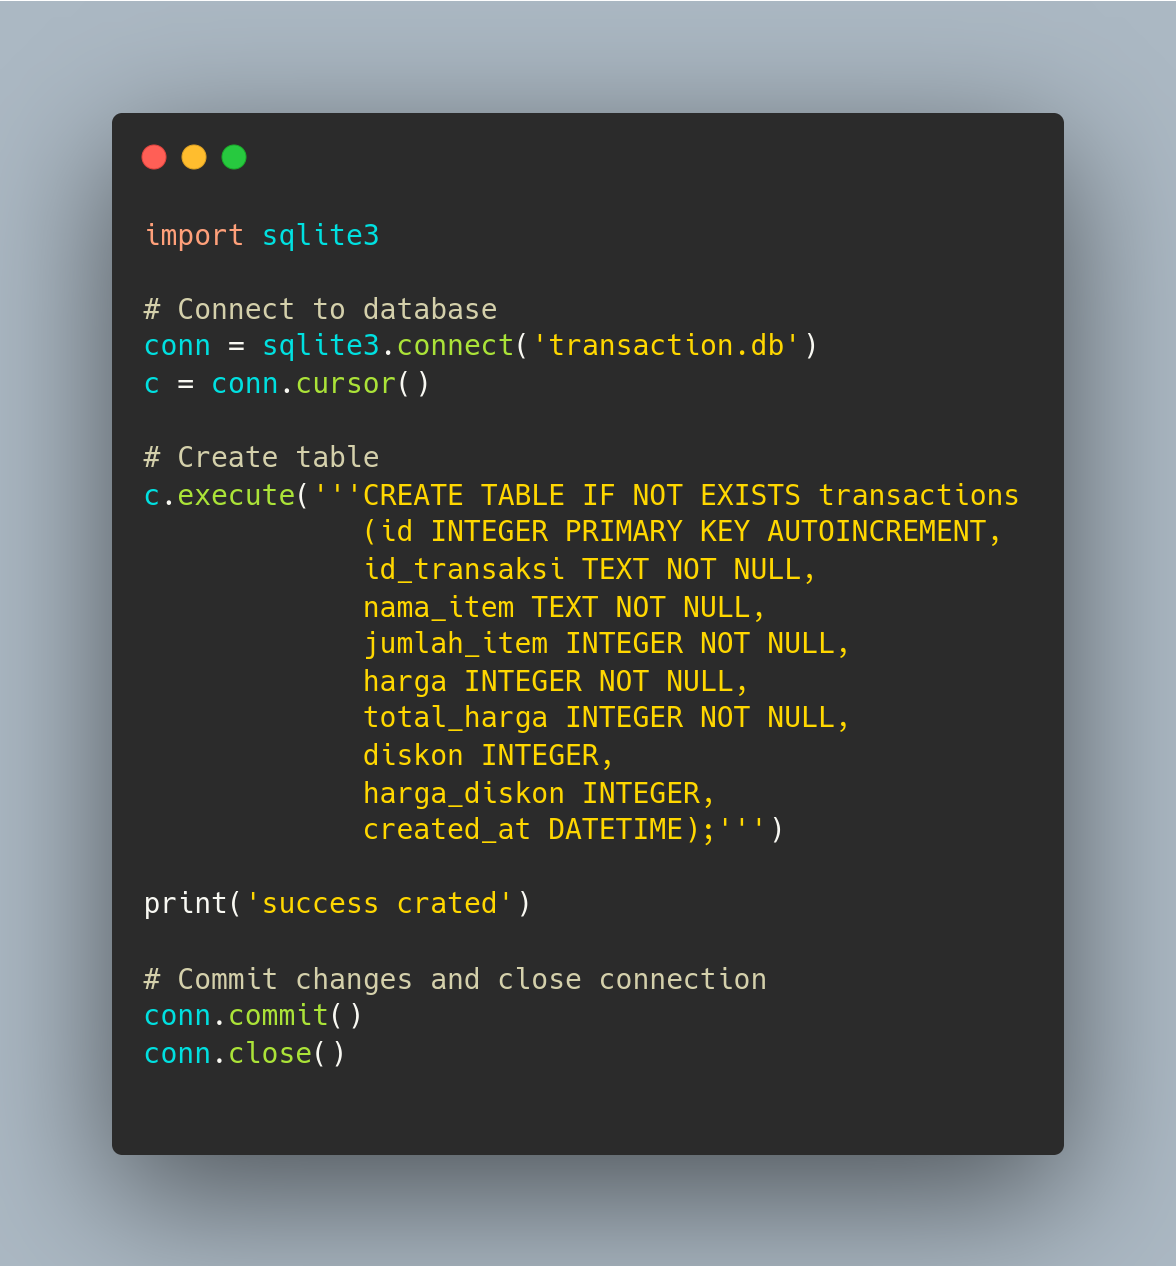 import sqlite3

# Connect to database
conn = sqlite3.connect('transaction.db')
c = conn.cursor()

# Create table
c.execute('''CREATE TABLE IF NOT EXISTS transactions
             (id INTEGER PRIMARY KEY AUTOINCREMENT,
             id_transaksi TEXT NOT NULL,
             nama_item TEXT NOT NULL,
             jumlah_item INTEGER NOT NULL,
             harga INTEGER NOT NULL,
             total_harga INTEGER NOT NULL,
             diskon INTEGER,
             harga_diskon INTEGER,
             created_at DATETIME);''')

print('success crated')

# Commit changes and close connection
conn.commit()
conn.close()